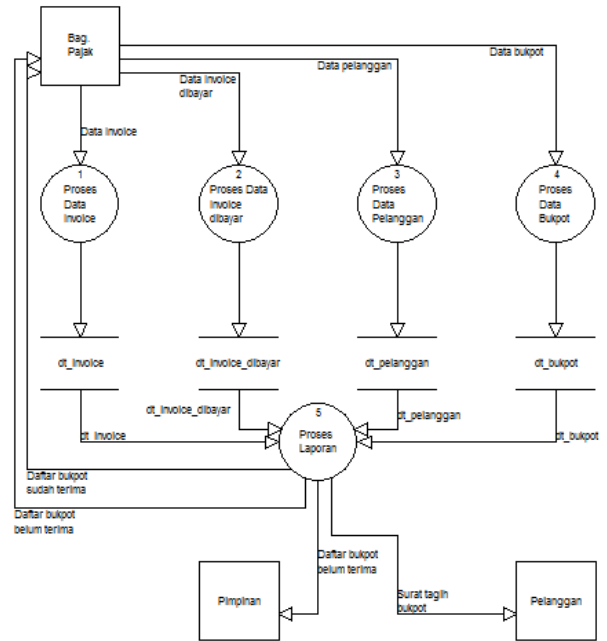 Bag.
Pajak
Data bukpot
Data pelanggan
Data invoice
dibayar
Data invoice
1
Proses
Data
Invoice
2
Proses Data
Invoice
dibayar
3
Proses
Data
Pelanggan
4
Proses
Data
Bukpot
dt_invoice
dt_invoice_dibayar
dt_pelanggan
dt_bukpot
dt_invoice_dibayar
dt_pelanggan
dt_invoice
dt_bukpot
5
Proses
Laporan
Daftar bukpot
sudah terima
Daftar bukpot
belum terima
Daftar bukpot
belum terima
Surat tagih
bukpot
Pimpinan
Pelanggan